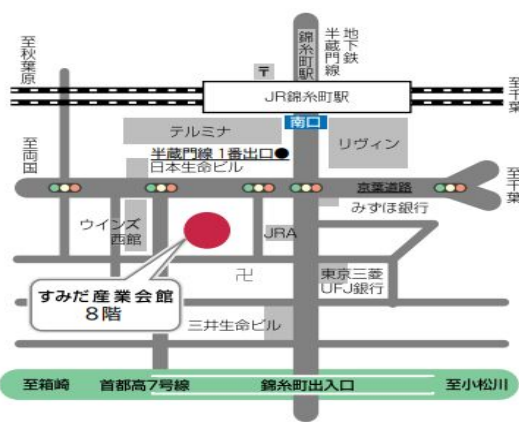 至秋葉原
錦糸町駅
地下鉄
半蔵門線
〒
JR錦糸町駅
至千葉
南口
テルミナ
リヴィン
至両国
半蔵門線 1番出口●
日本生命ビル
京葉道路
至千葉
みずほ銀行
ウインズ
西館
JRA
卍
東京三菱
UFJ銀行
すみだ産業会館
8階
三井生命ビル
至箱崎
首都高7号線
錦糸町出入口
至小松川